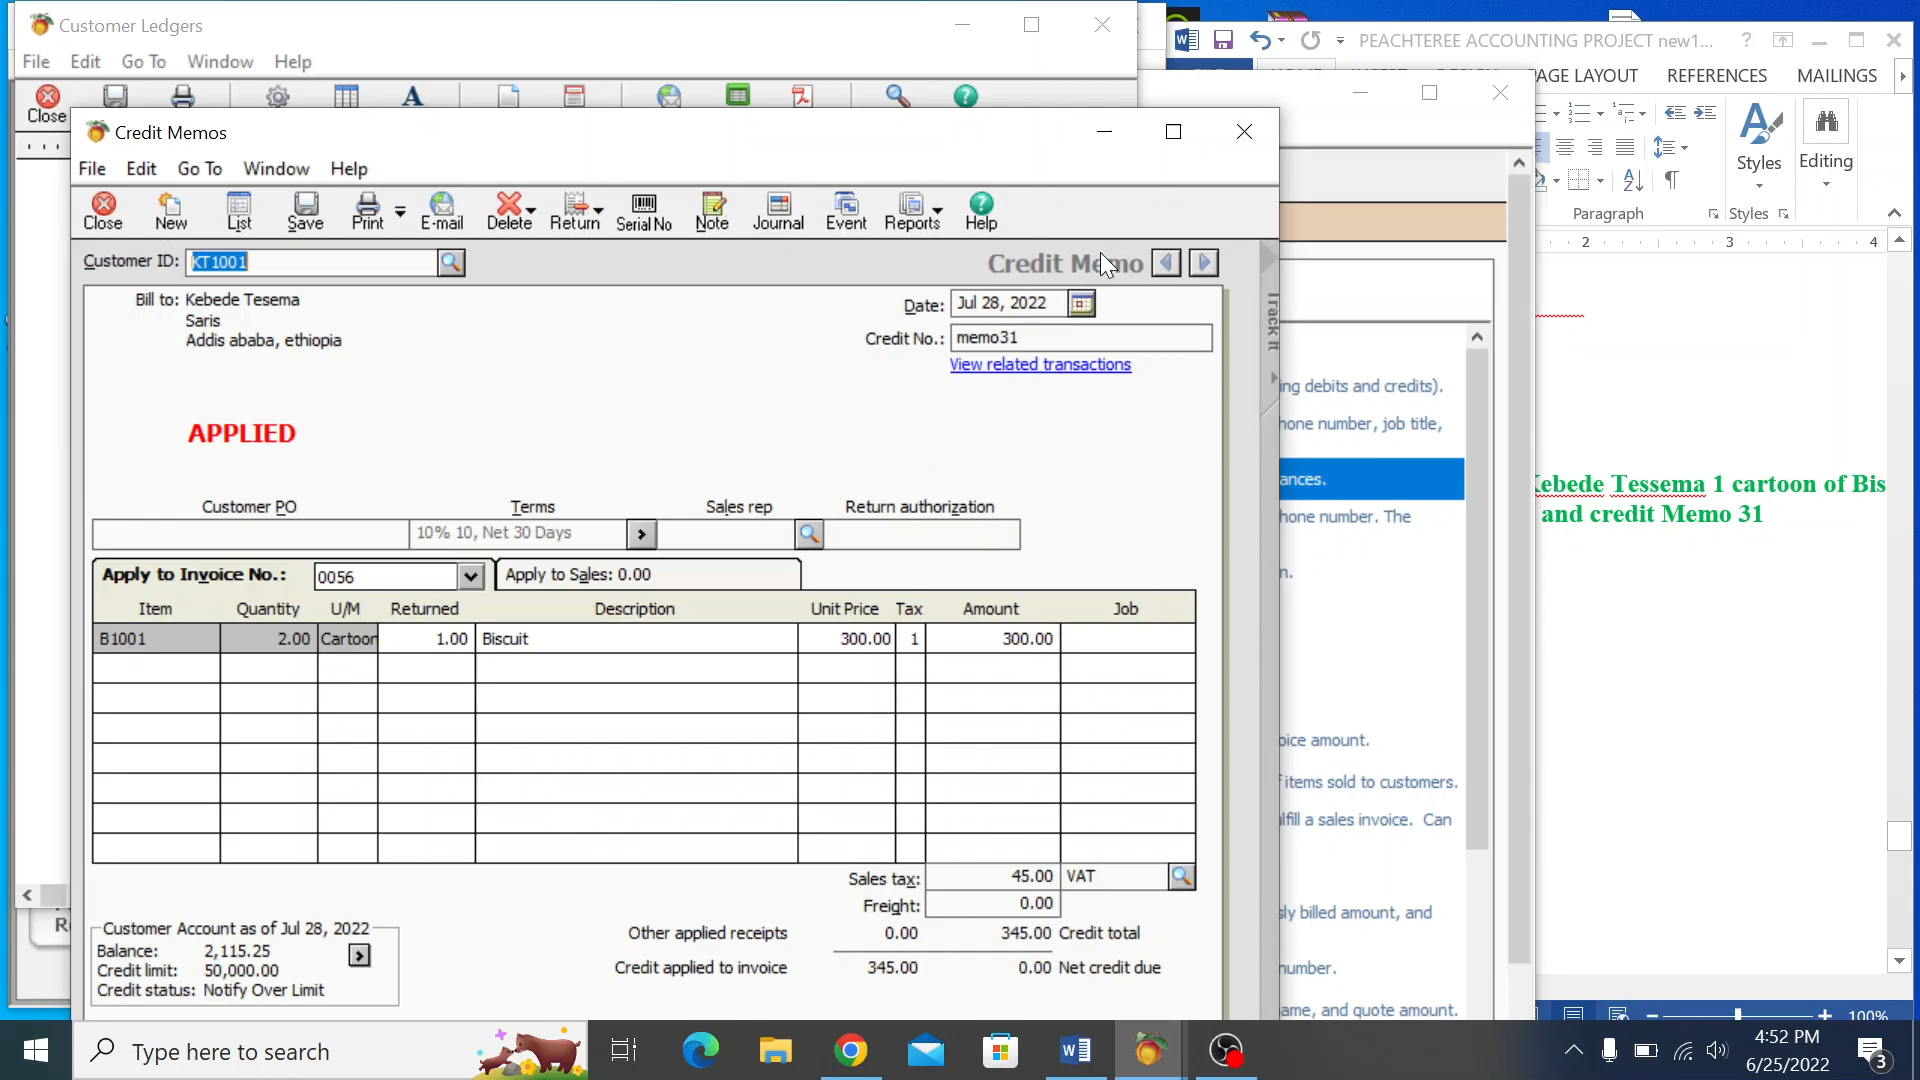 Customer Ledgers
File Edit Go To Window Help
Close
PEACHTEREE ACCOUNTING PROJECT new1...
PAGE LAYOUT REFERENCES MAILINGS
Styles
Editing
Paragraph
Styles
2 3 4
Credit Memos
File Edit Go To Window Help
Close New List Save Print E-mail Delete Return Serial No Note Journal Event Reports Help
Customer ID: KT1001
Credit Memo
Track It
Bill to: Kebede Tesema
Saris
Addis ababa, ethiopia
Date: Jul 28, 2022
Credit No.: memo31
View related transactions
APPLIED
Customer PO Terms Sales rep Return authorization
10% 10, Net 30 Days
Apply to Invoice No.: 0056
Apply to Sales: 0.00
Item Quantity U/M Returned Description Unit Price Tax Amount Job
B1001 2.00 Cartoon 1.00 Biscuit 300.00 1 300.00
Sales tax: 45.00 VAT
Freight: 0.00
Other applied receipts 0.00 345.00 Credit total
Credit applied to invoice 345.00 0.00 Net credit due
Customer Account as of Jul 28, 2022
Balance: 2,115.25
Credit limit: 50,000.00
Credit status: Notify Over Limit
ing debits and credits).
hone number, job title,
ances.
hone number. The
n.
oice amount.
items sold to customers.
lfill a sales invoice. Can
sly billed amount, and
number.
ame, and quote amount.
Kebede Tessema 1 cartoon of Bis
and credit Memo 31
100%
Type here to search
4:52 PM
6/25/2022
3